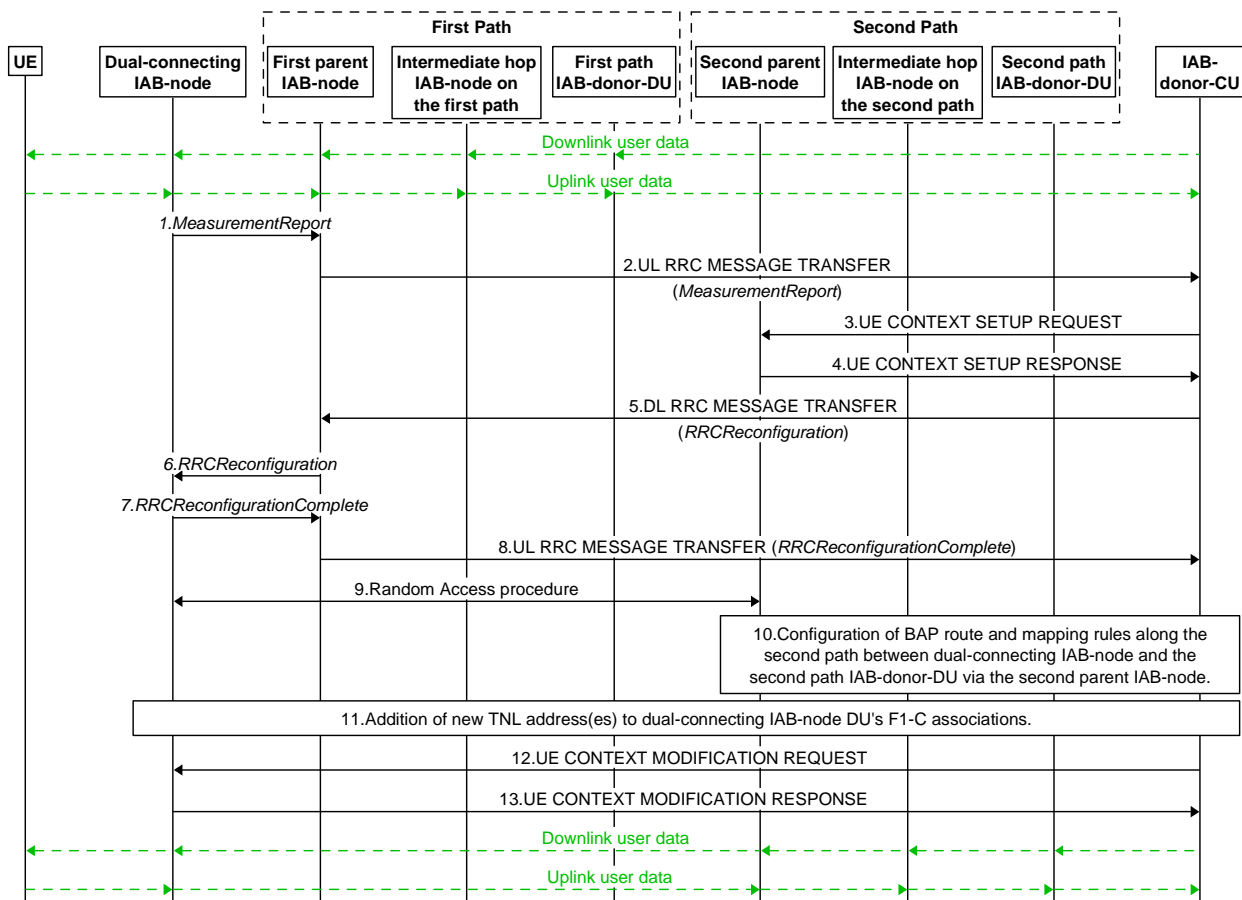 First Path
Second Path
UE
Dual-connecting
IAB-node
First parent
IAB-node
Intermediate hop
IAB-node on
the first path
First path
IAB-donor-DU
Second parent
IAB-node
Intermediate hop
IAB-node on
the second path
Second path
IAB-donor-DU
IAB-
donor-CU
Downlink user data
Uplink user data
1.MeasurementReport
2.UL RRC MESSAGE TRANSFER
(MeasurementReport)
3.UE CONTEXT SETUP REQUEST
4.UE CONTEXT SETUP RESPONSE
5.DL RRC MESSAGE TRANSFER
(RRCReconfiguration)
6.RRCReconfiguration
7.RRCReconfigurationComplete
8.UL RRC MESSAGE TRANSFER (RRCReconfigurationComplete)
9.Random Access procedure
10.Configuration of BAP route and mapping rules along the
second path between dual-connecting IAB-node and the
second path IAB-donor-DU via the second parent IAB-node.
11.Addition of new TNL address(es) to dual-connecting IAB-node DU's F1-C associations.
12.UE CONTEXT MODIFICATION REQUEST
13.UE CONTEXT MODIFICATION RESPONSE
Downlink user data
Uplink user data